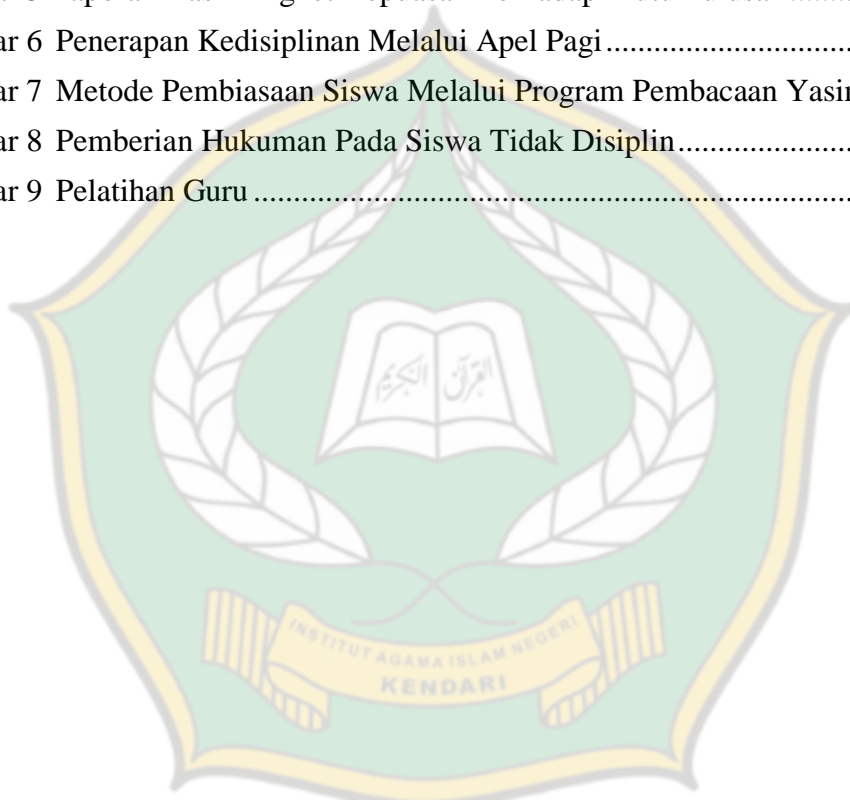 ar 6 Penerapan Kedisiplinan Melalui Apel Pagi
ar 7 Metode Pembiasaan Siswa Melalui Program Pembacaan Yasin
ar 8 Pemberian Hukuman Pada Siswa Tidak Disiplin
ar 9 Pelatihan Guru
القرآن الكريم
INSTITUT AGAMA ISLAM NEGERI
KENDARI